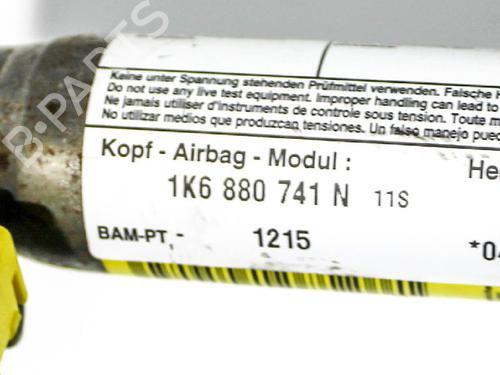 Keine unter Spannung stehenden Prüfmittel verwenden. Falsche
Do not use any live test equipment. Improper handling can lead to
Ne jamais utiliser d'instruments de controle sous tension. Toute
No utilizar medios que produzcan tensiones. Un falso manejo
Kopf - Airbag - Modul :
1K6 880 741 N 11S
BAM-PT,- 1215 *04
B-PARTS